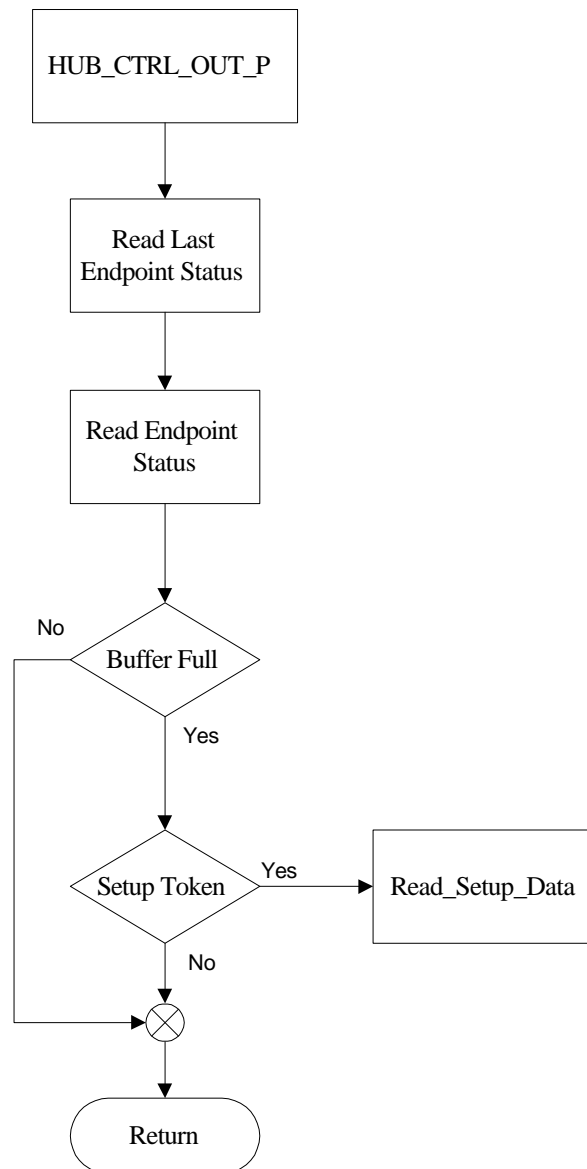 HUB_CTRL_OUT_P
Read Last
Endpoint Status
Read Endpoint
Status
No
Buffer Full
Yes
Setup Token
Yes
Read_Setup_Data
No
Return